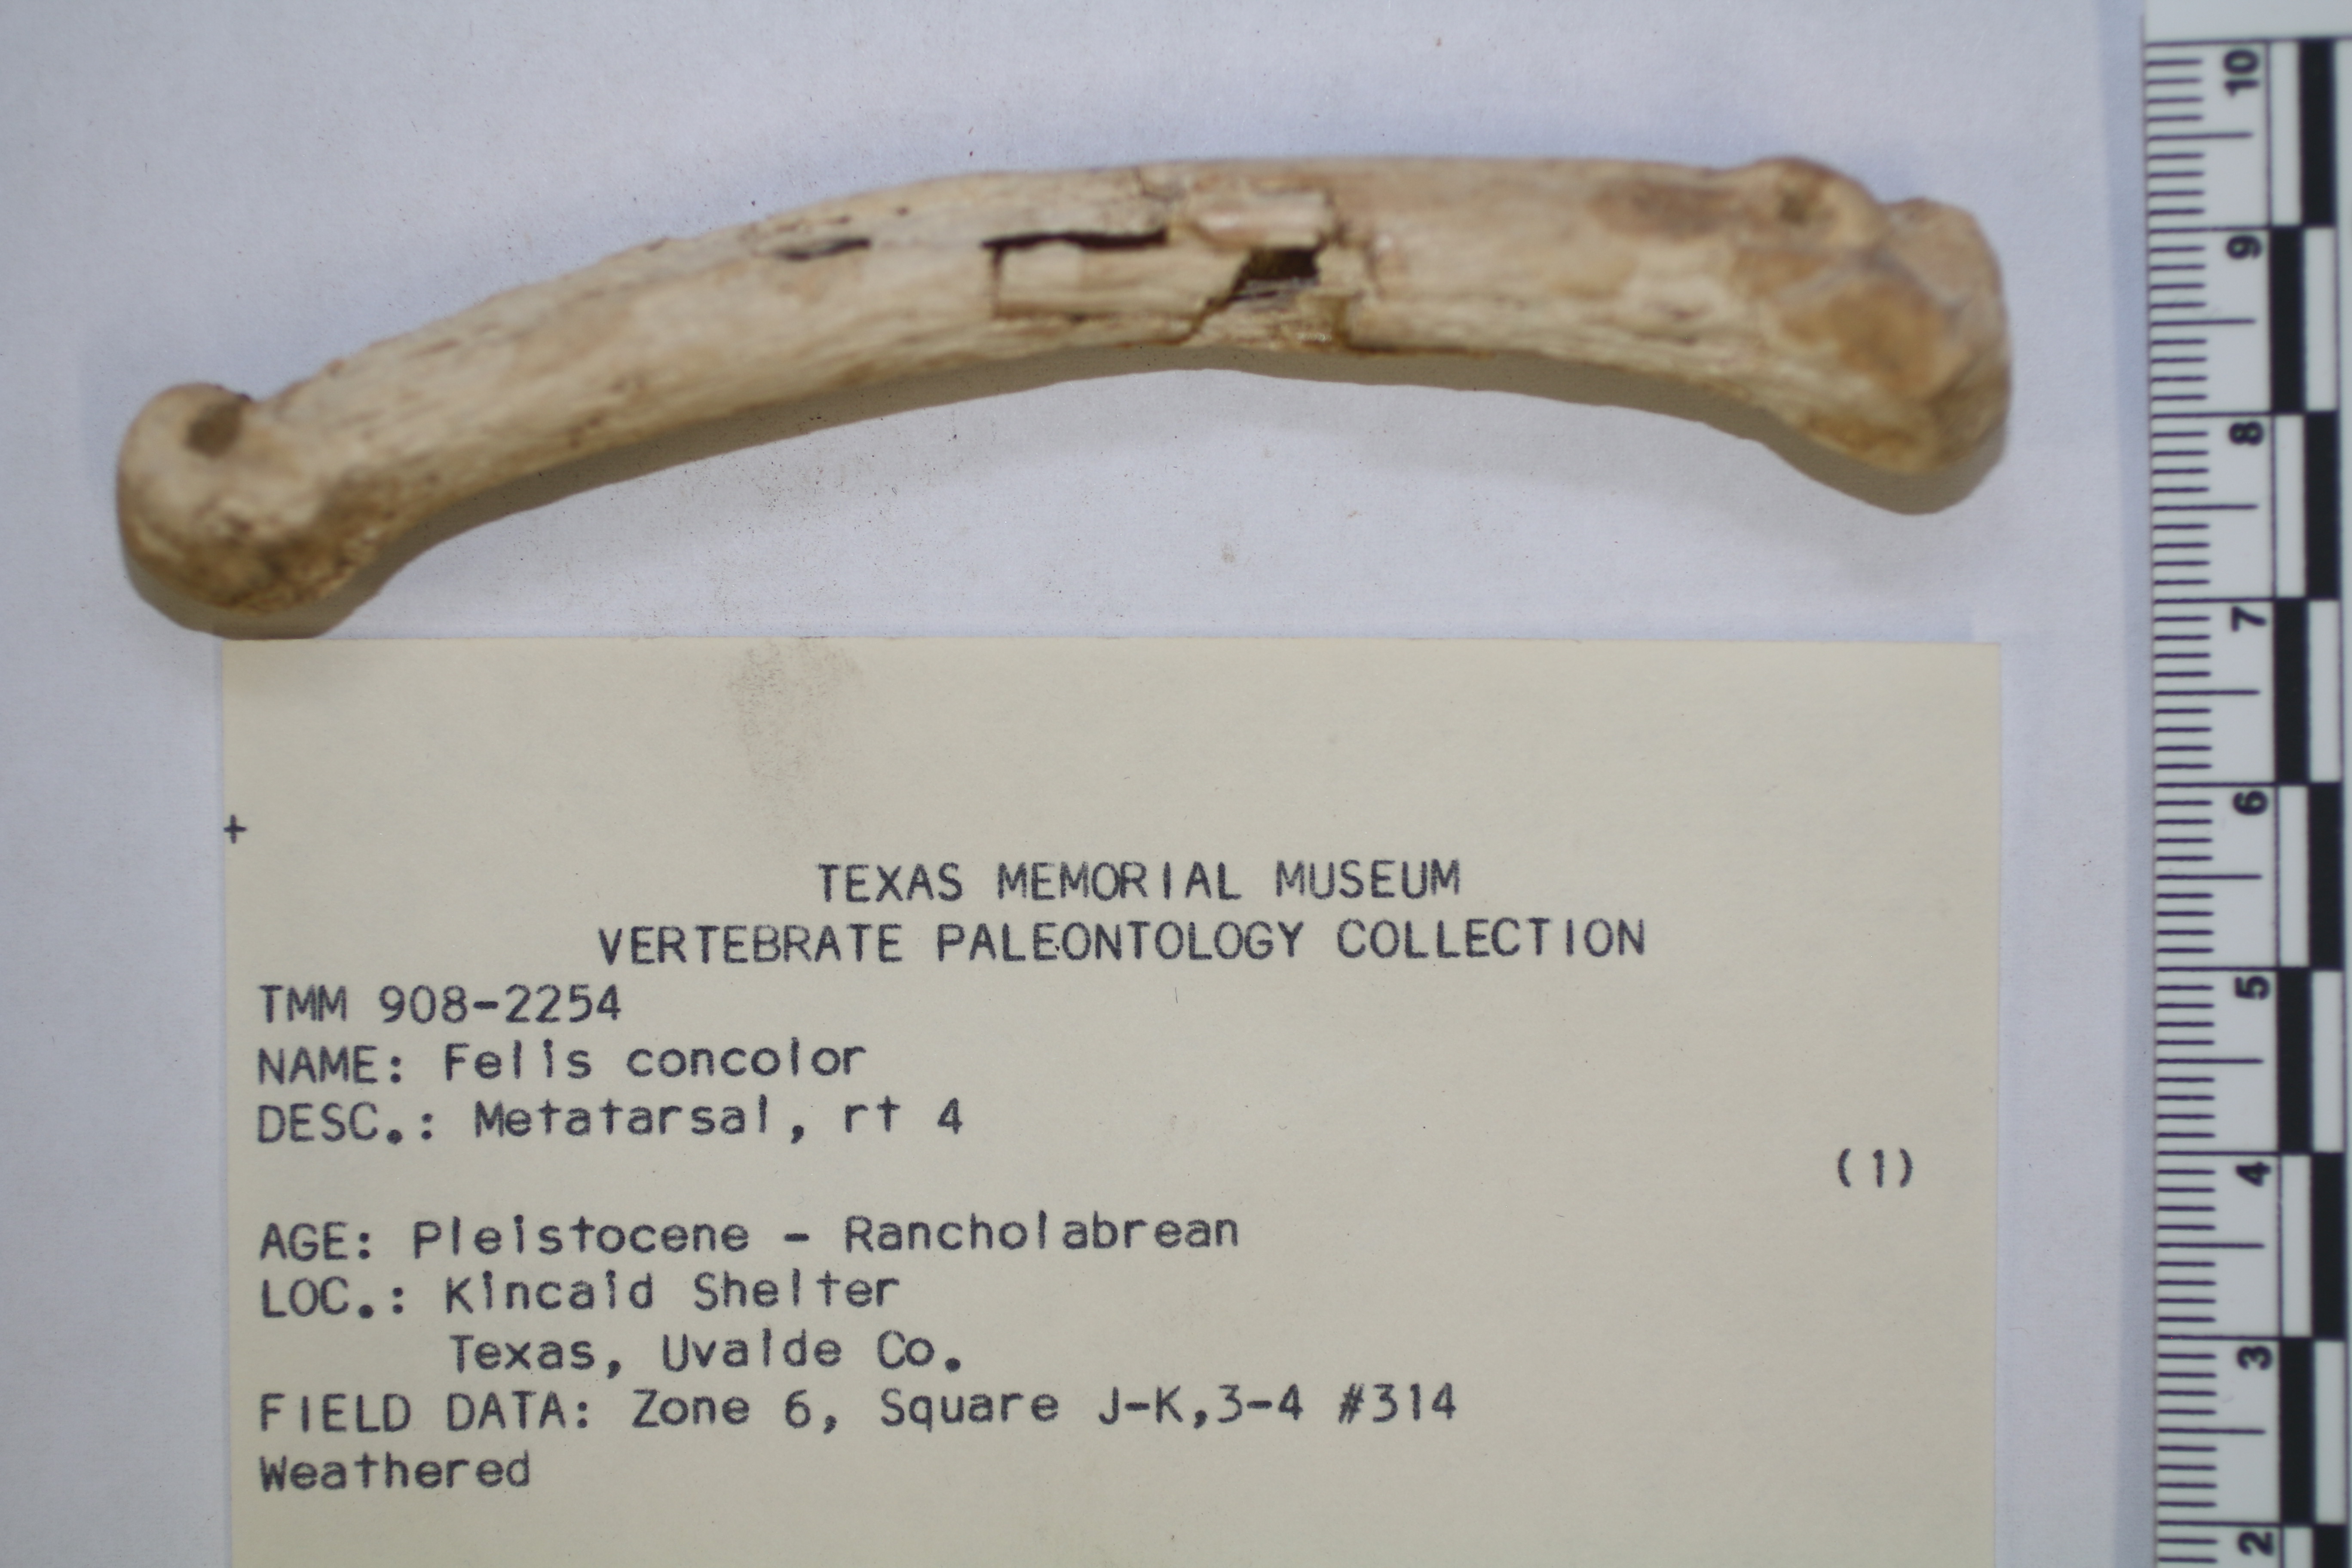 +
TEXAS MEMORIAL MUSEUM
VERTEBRATE PALEONTOLOGY COLLECTION
TMM 908-2254
NAME: Felis concolor
DESC.: Metatarsal, rt 4
(1)
AGE: Pleistocene - Rancholabrean
LOC.: Kincaid Shelter
Texas, Uvalde Co.
FIELD DATA: Zone 6, Square J-K,3-4 #314
Weathered
10
9
8
7
6
5
4
3
2